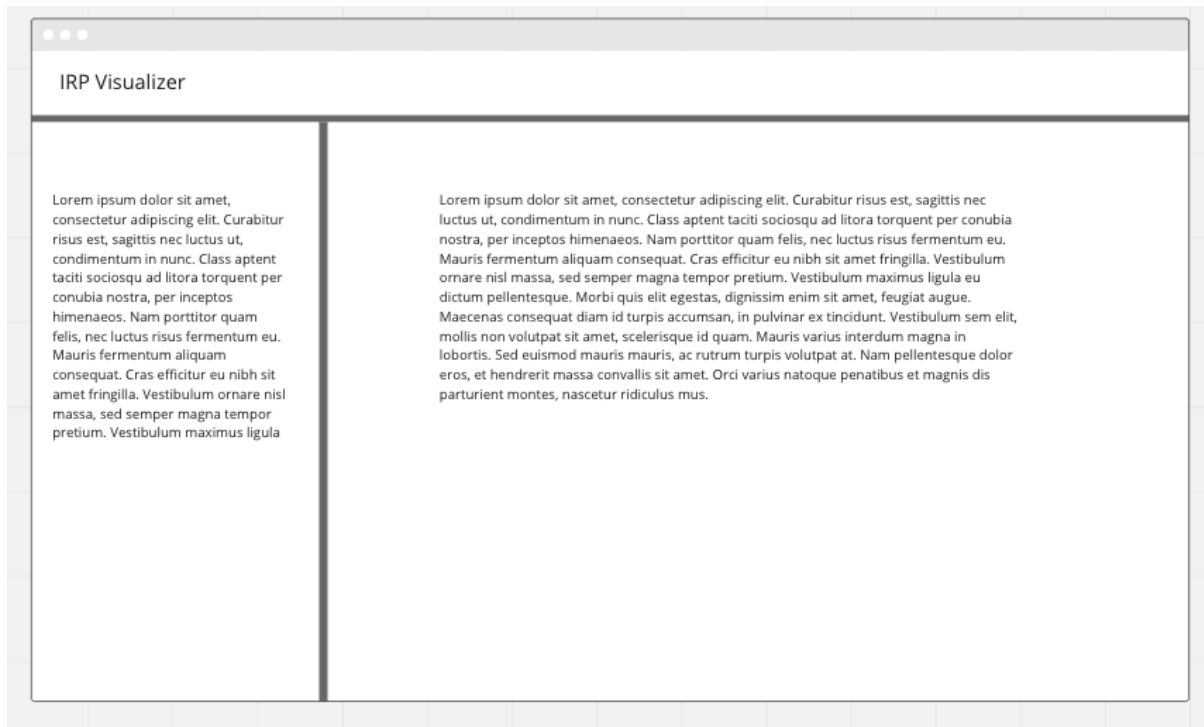 IRP Visualizer
Lorem ipsum dolor sit amet,
consectetur adipiscing elit. Curabitur
risus est, sagittis nec luctus ut,
condimentum in nunc. Class aptent
taciti sociosqu ad litora torquent per
conubia nostra, per inceptos
himenaeos. Nam porttitor quam
felis, nec luctus risus fermentum eu.
Mauris fermentum aliquam
consequat. Cras efficitur eu nibh sit
amet fringilla. Vestibulum ornare nisl
massa, sed semper magna tempor
pretium. Vestibulum maximus ligula
Lorem ipsum dolor sit amet, consectetur adipiscing elit. Curabitur risus est, sagittis nec
luctus ut, condimentum in nunc. Class aptent taciti sociosqu ad litora torquent per conubia
nostra, per inceptos himenaeos. Nam porttitor quam felis, nec luctus risus fermentum eu.
Mauris fermentum aliquam consequat. Cras efficitur eu nibh sit amet fringilla. Vestibulum
ornare nisl massa, sed semper magna tempor pretium. Vestibulum maximus ligula eu
dictum pellentesque. Morbi quis elit egestas, dignissim enim sit amet, feugiat augue.
Maecenas consequat diam id turpis accumsan, in pulvinar ex tincidunt. Vestibulum sem elit,
mollis non volutpat sit amet, scelerisque id quam. Mauris varius interdum magna in
lobortis. Sed euismod mauris mauris, ac rutrum turpis volutpat at. Nam pellentesque dolor
eros, et hendrerit massa convallis sit amet. Orci varius natoque penatibus et magnis dis
parturient montes, nascetur ridiculus mus.